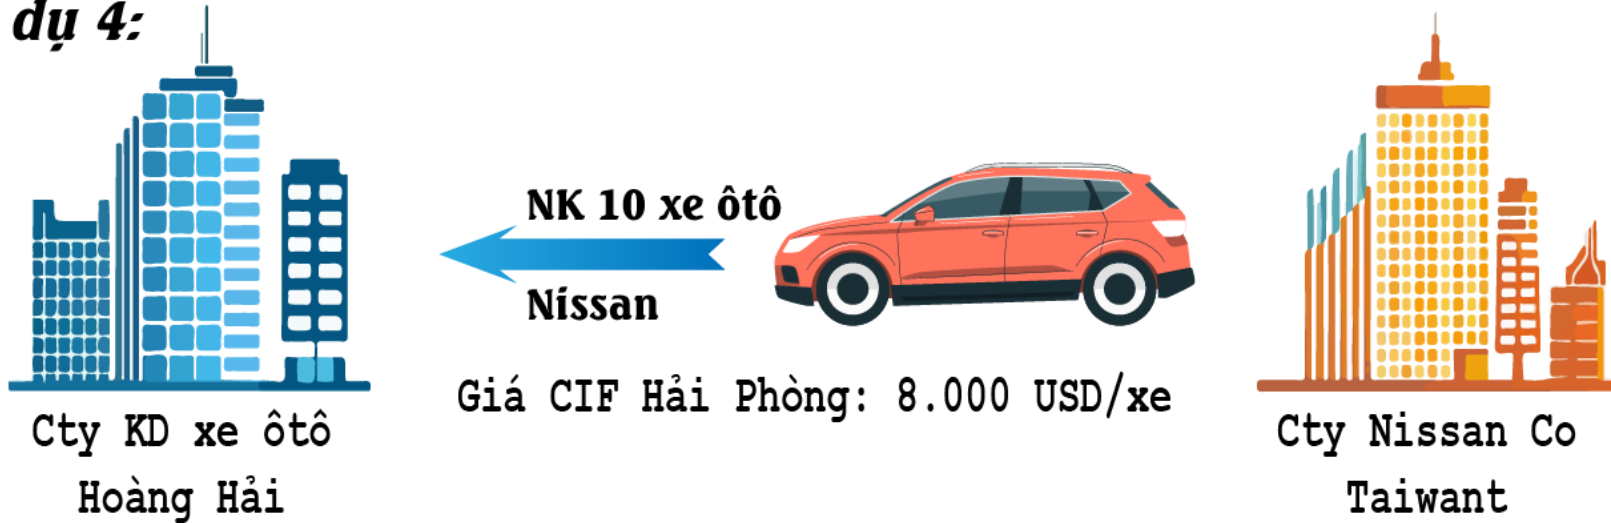 dụ 4:
NK 10 xe ôtô
Nissan
Giá CIF Hải Phòng: 8.000 USD/xe
Cty KD xe ôtô
Hoàng Hải
Cty Nissan Co
Taiwant